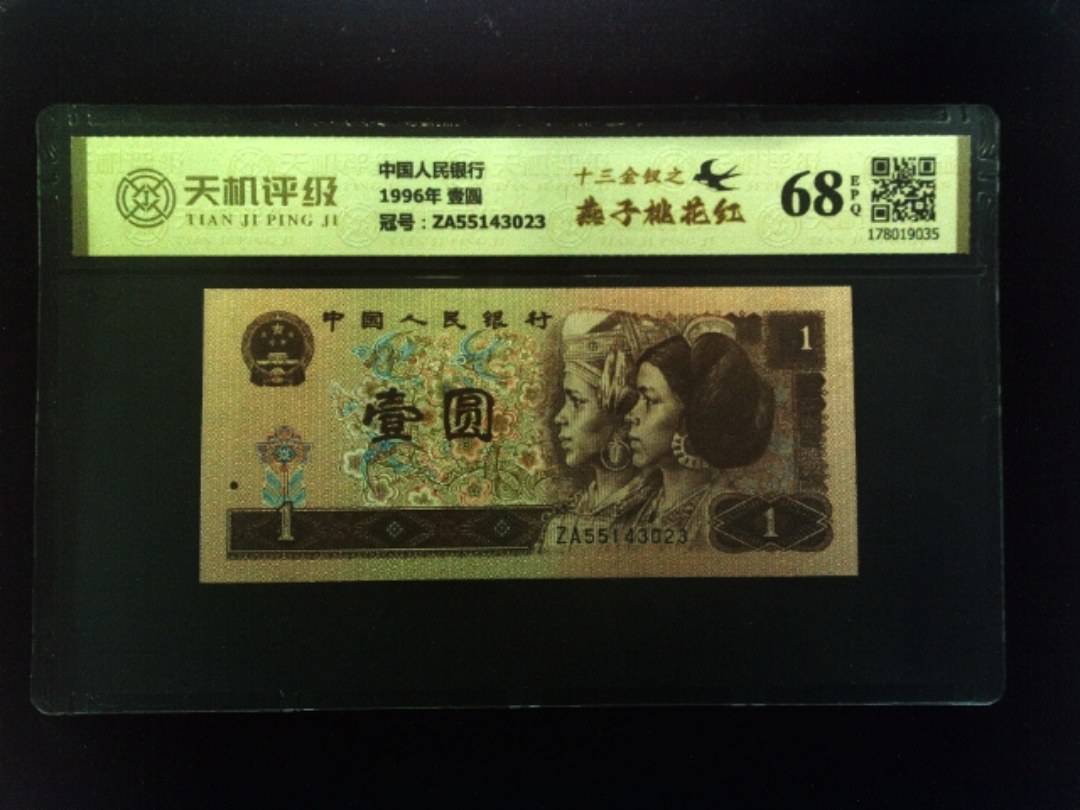 天机评级
TIAN JI PING JI
中国人民银行
1996年 壹圆
冠号：ZA55143023
十三金钗之
燕子桃花红
68
EPQ
178019035
中国人民银行
1
壹圆
1
ZA55143023
1